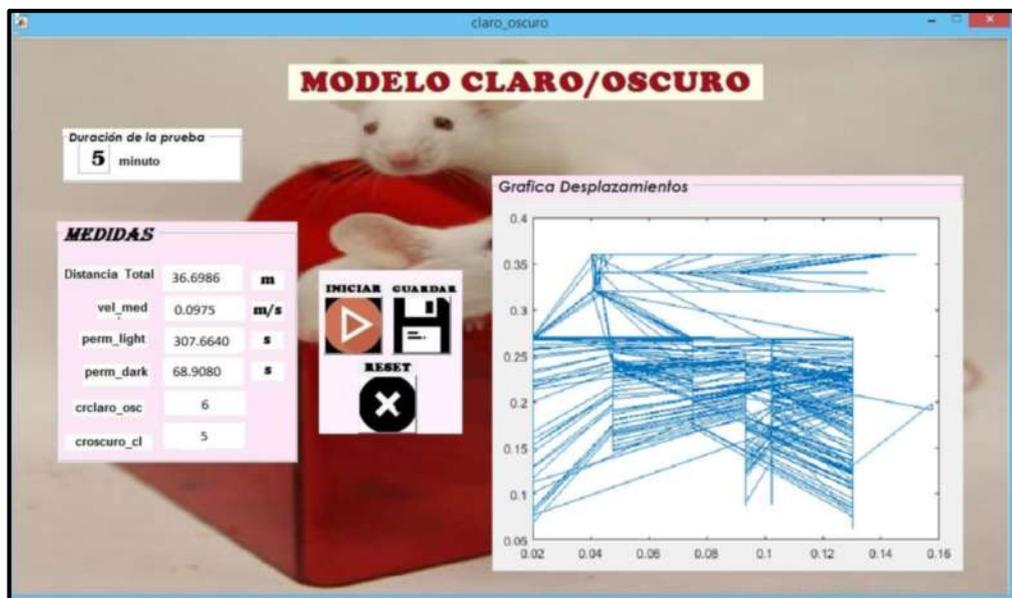 claro_oscuro
MODELO CLARO/OSCURO
Duración de la prueba
5 minuto
MEDIDAS
Distancia Total 36.6986 m
vel_med 0.0975 m/s
perm_light 307.6640 s
perm_dark 68.9080 s
crclaro_osc 6
croscuro_cl 5
INICIAR GUARDAR
RESET
Grafica Desplazamientos
0.4
0.35
0.3
0.25
0.2
0.15
0.1
0.05
0.02 0.04 0.06 0.08 0.1 0.12 0.14 0.16